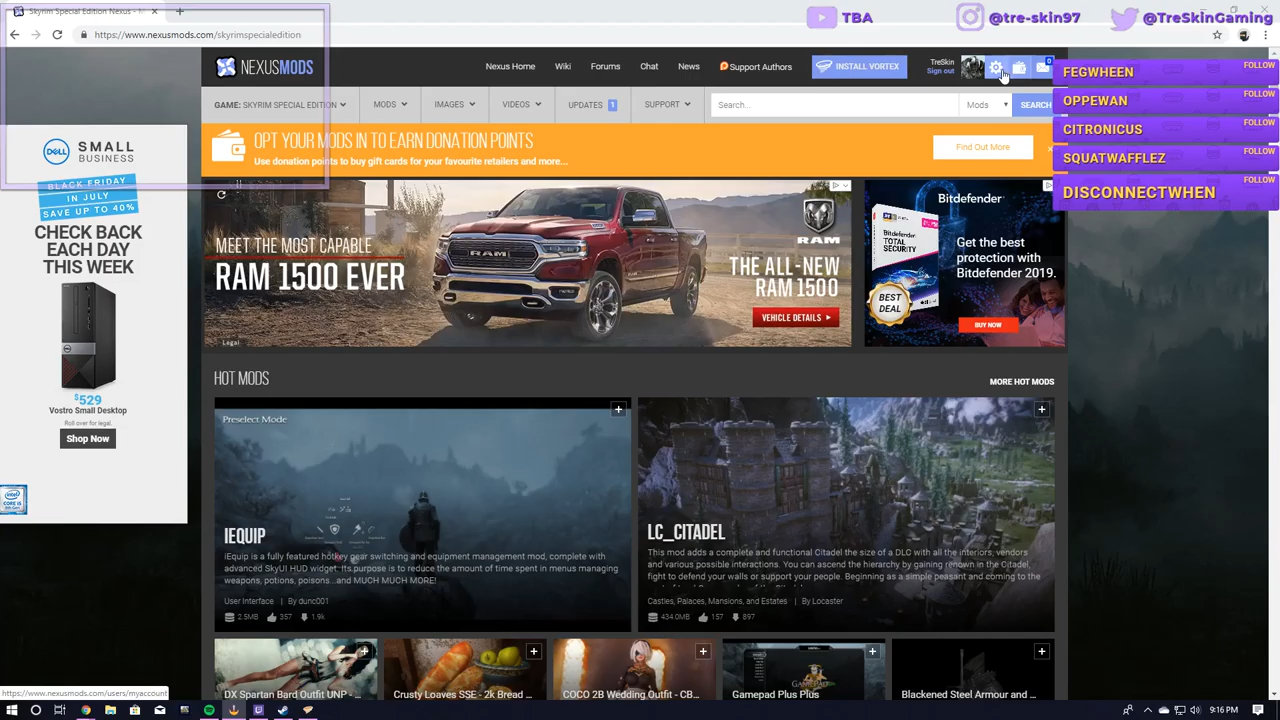 Skyrim Special Edition Nexus - M
TBA
@tre-skin97
@TreSkinGaming
https://www.nexusmods.com/skyrimspecialedition
NEXUSMODS
Nexus Home
Wiki
Forums
Chat
News
Support Authors
INSTALL VORTEX
TreSkin
Sign out
0
GAME: SKYRIM SPECIAL EDITION
MODS
IMAGES
VIDEOS
UPDATES 1
SUPPORT
Search...
Mods
SEARCH
FEGWHEEN
FOLLOW
OPPEWAN
FOLLOW
CITRONICUS
FOLLOW
SQUATWAFFLEZ
FOLLOW
DISCONNECTWHEN
FOLLOW
OPT YOUR MODS IN TO EARN DONATION POINTS
Use donation points to buy gift cards for your favourite retailers and more...
Find Out More
DELL
SMALL
BUSINESS
BLACK FRIDAY
IN JULY
SAVE UP TO 40%
CHECK BACK
EACH DAY
THIS WEEK
$529
Vostro Small Desktop
Roll over for legal.
Shop Now
MEET THE MOST CAPABLE
RAM 1500 EVER
Legal
RAM
RAM
THE ALL-NEW
RAM 1500
VEHICLE DETAILS
Bitdefender
Bitdefender
TOTAL
SECURITY
Get the best
protection with
Bitdefender 2019.
BEST
DEAL
BUY NOW
HOT MODS
MORE HOT MODS
Preselect Mode
IEQUIP
iEquip is a fully featured hotkey gear switching and equipment management mod, complete with
advanced SkyUI HUD widget. Its purpose is to reduce the amount of time spent in menus managing
weapons, potions, poisons...and MUCH MUCH MORE!
User Interface | By dunc001
2.5MB 357 1.9k
LC_CITADEL
This mod adds a complete and functional Citadel the size of a DLC with all the interiors, vendors
and various possible interactions. You can ascend the hierarchy by gaining renown in the Citadel,
fight to defend your walls or support your people. Beginning as a simple peasant and coming to the
Castles, Palaces, Mansions, and Estates | By Locaster
434.0MB 157 897
DX Spartan Bard Outfit UNP - ...
Crusty Loaves SSE - 2k Bread ...
COCO 2B Wedding Outfit - CB...
Gamepad Plus Plus
Blackened Steel Armour and ...
https://www.nexusmods.com/users/myaccount
9:16 PM